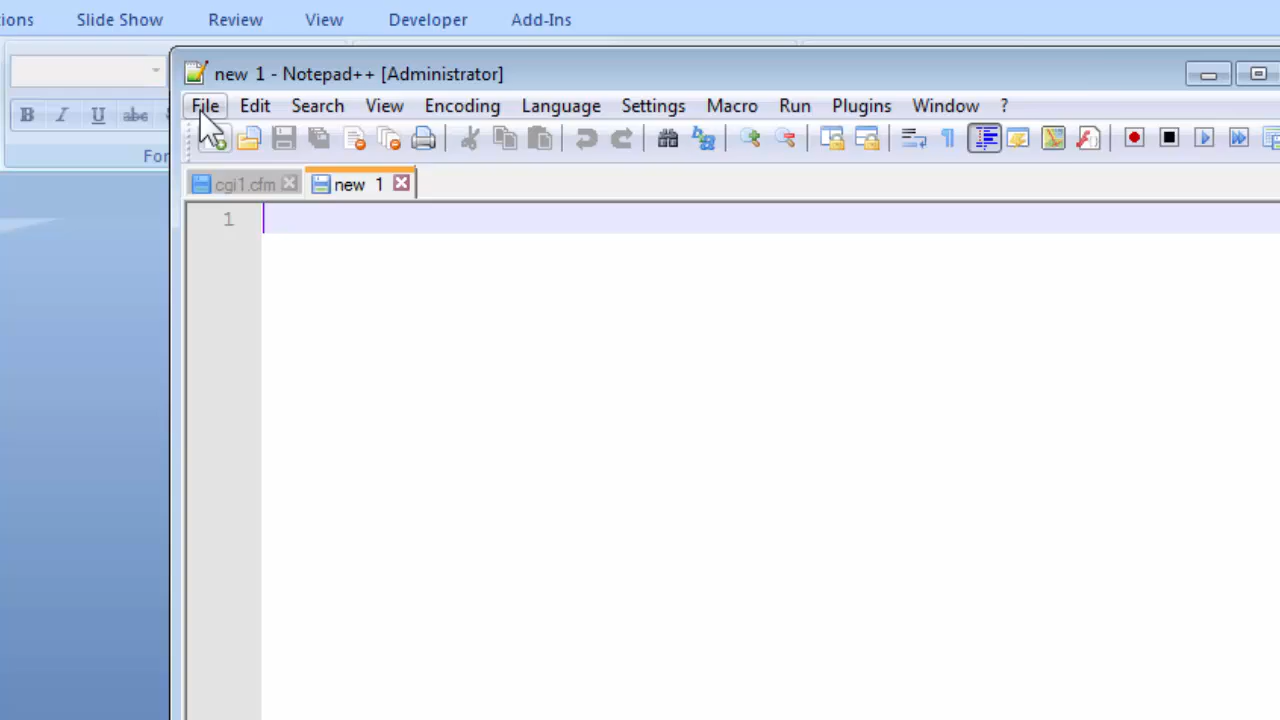 ions Slide Show Review View Developer Add-Ins
new 1 - Notepad++ [Administrator]
File Edit Search View Encoding Language Settings Macro Run Plugins Window ?
B I U abc
For
cgi1.cfm new 1
1